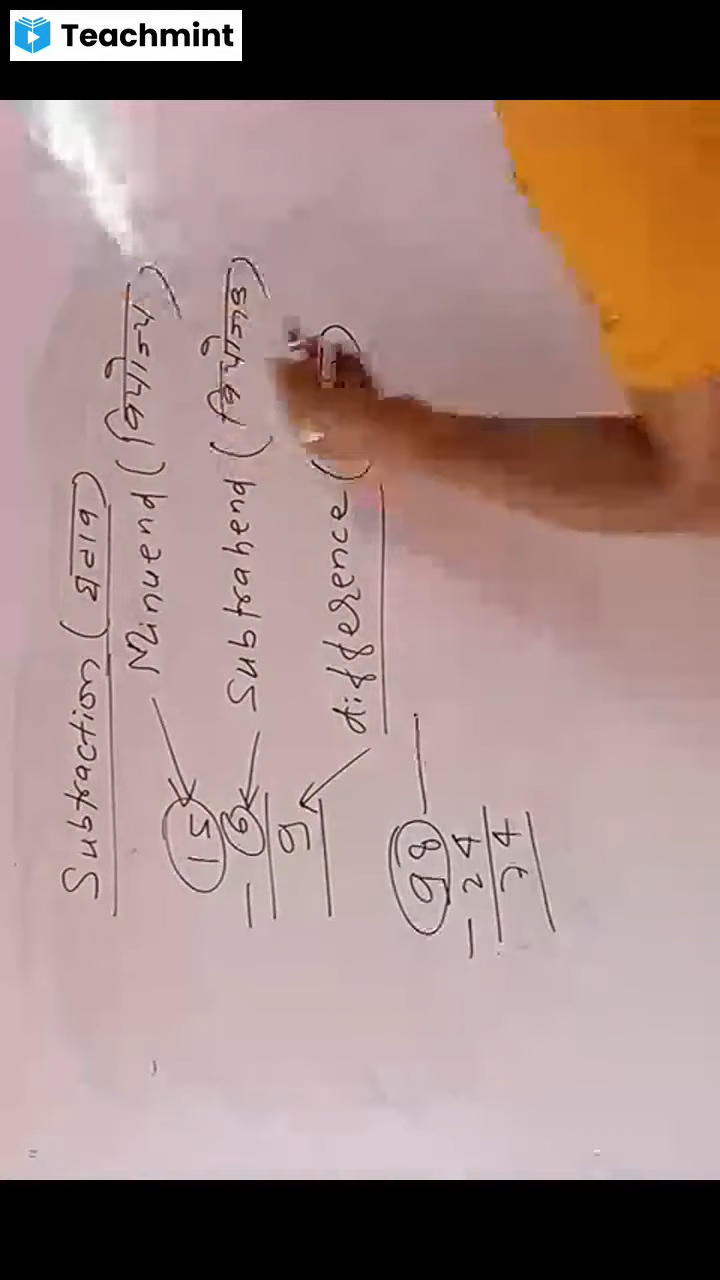 Teachmint
Subtraction (घटाव)
Minuend (वियोज्य)
Subtrahend (वियोजक)
difference (
15
- 6
9
98
- 24
74